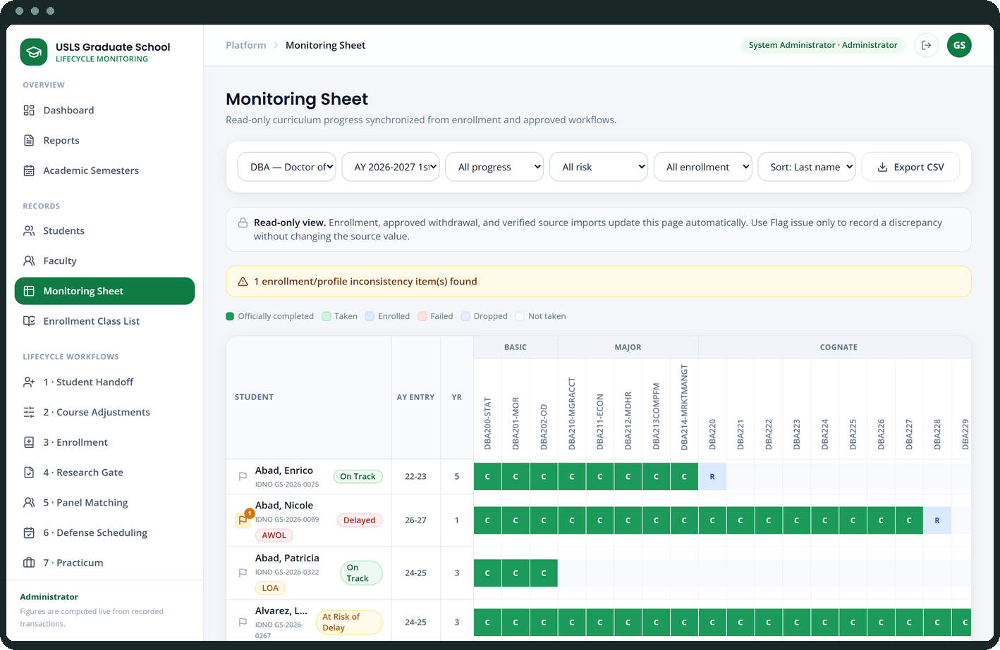 USLS Graduate School
LIFECYCLE MONITORING
OVERVIEW
Dashboard
Reports
Academic Semesters
RECORDS
Students
Faculty
Monitoring Sheet
Enrollment Class List
LIFECYCLE WORKFLOWS
1 · Student Handoff
2 · Course Adjustments
3 · Enrollment
4 · Research Gate
5 · Panel Matching
6 · Defense Scheduling
7 · Practicum
Administrator
Figures are computed live from recorded
transactions.
Platform > Monitoring Sheet
System Administrator · Administrator
GS
Monitoring Sheet
Read-only curriculum progress synchronized from enrollment and approved workflows.
DBA — Doctor of
AY 2026-2027 1st
All progress
All risk
All enrollment
Sort: Last name
Export CSV
Read-only view. Enrollment, approved withdrawal, and verified source imports update this page automatically. Use Flag issue only to record a discrepancy
without changing the source value.
1 enrollment/profile inconsistency item(s) found
Officially completed Taken Enrolled Failed Dropped Not taken
STUDENT AY ENTRY YR BASIC MAJOR COGNATE
DBA200-STAT
DBA201-MOR
DBA202-OD
DBA210-MGRACCT
DBA211-ECON
DBA212-MDHR
DBA213COMPFM
DBA214-MRKTMANGT
DBA220
DBA221
DBA222
DBA223
DBA224
DBA225
DBA226
DBA227
DBA228
DBA229
Abad, Enrico
IDNO GS-2026-0025
On Track
22-23 5 C C C C C C C C R
1
Abad, Nicole
IDNO GS-2026-0069
AWOL
Delayed
26-27 1 C C C C C C C C C C C C C C C C R
Abad, Patricia
IDNO GS-2026-0322
LOA
On
Track
24-25 3 C C C
Alvarez, L...
IDNO GS-2026-
0267
At Risk of
Delay
24-25 3 C C C C C C C C C C C C C C C C C C